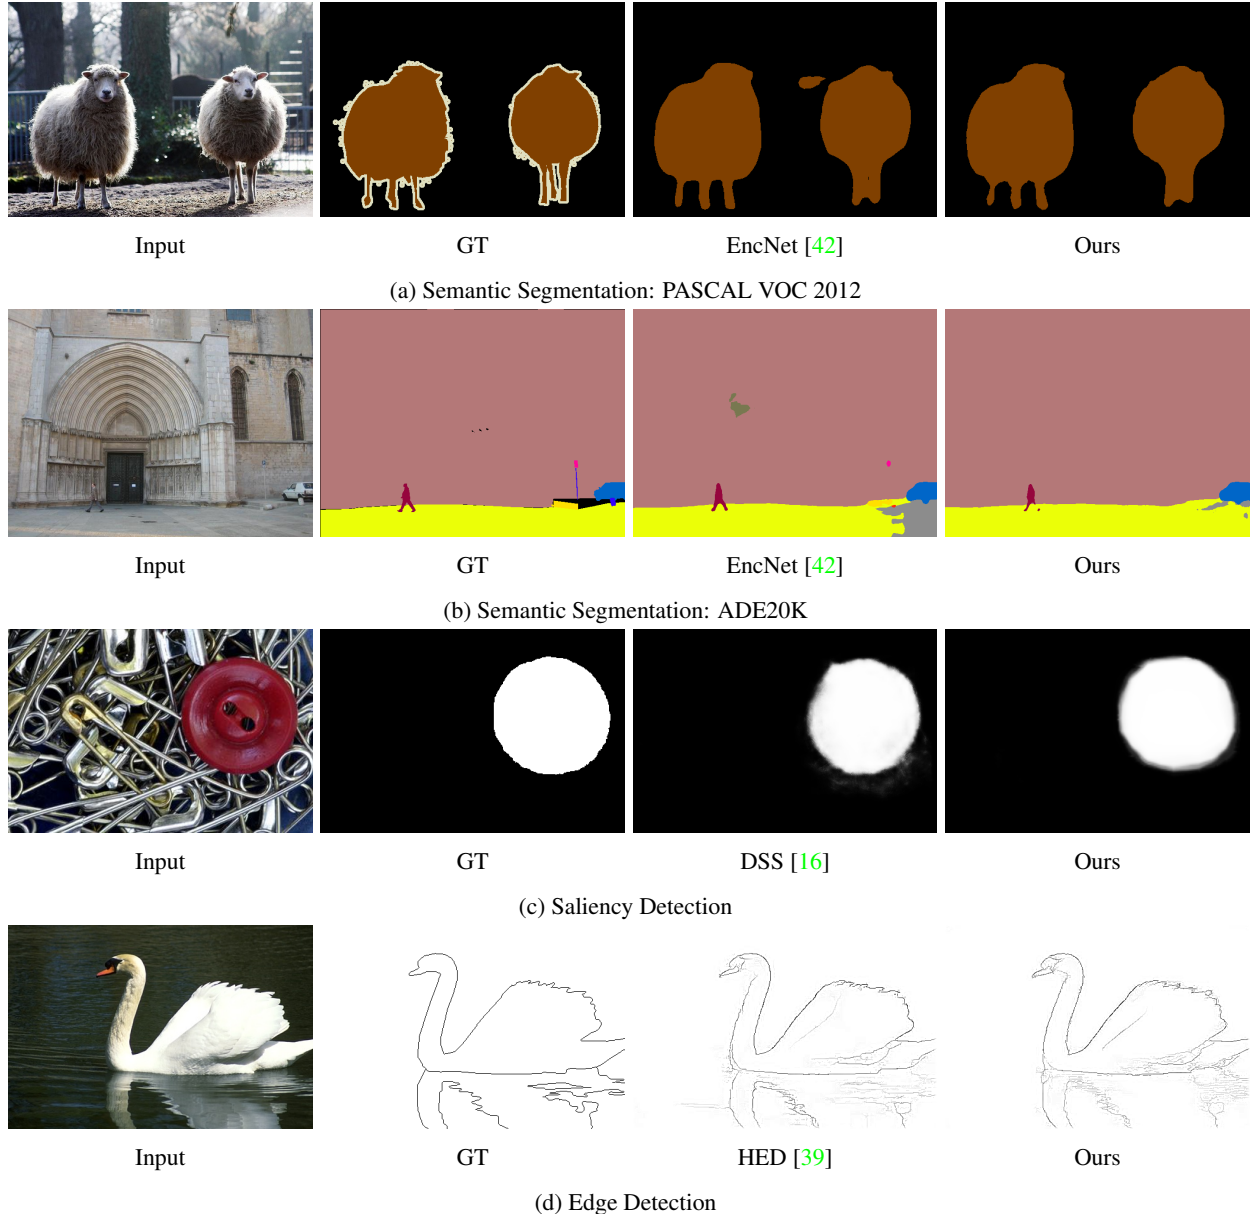 Input GT EncNet [42] Ours
(a) Semantic Segmentation: PASCAL VOC 2012
Input GT EncNet [42] Ours
(b) Semantic Segmentation: ADE20K
Input GT DSS [16] Ours
(c) Saliency Detection
Input GT HED [39] Ours
(d) Edge Detection